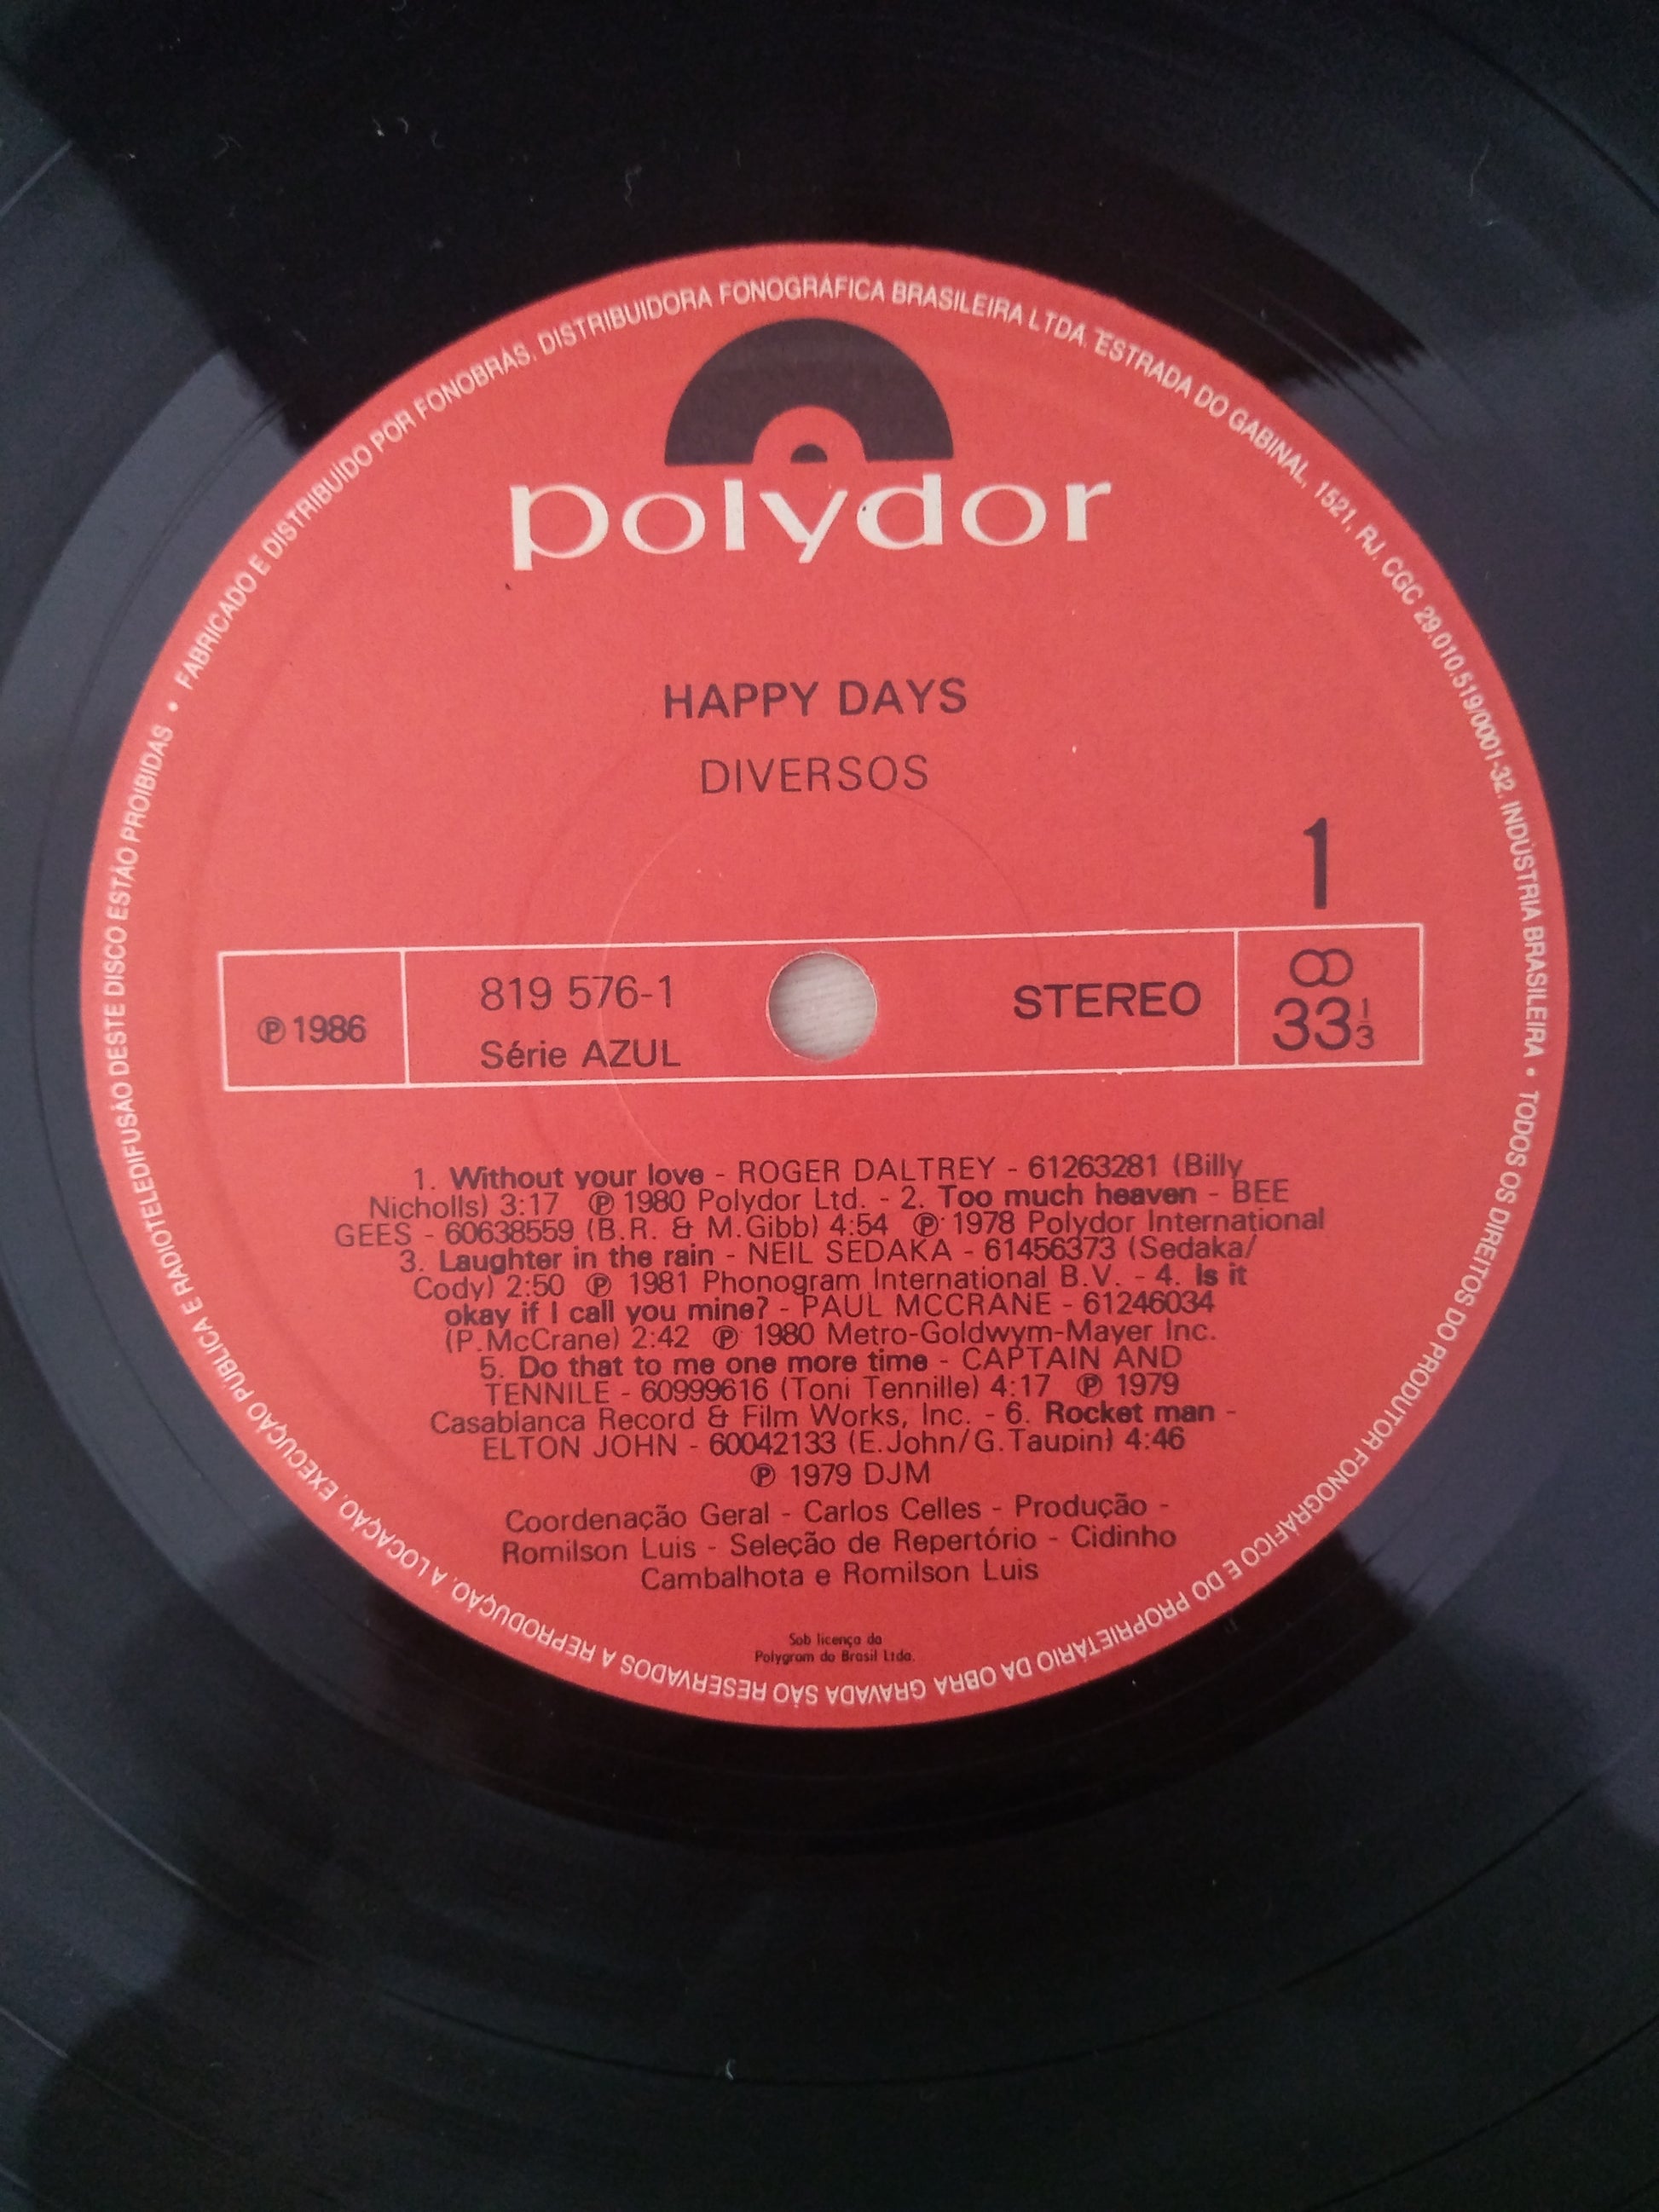 FABRICADO E DISTRIBUÍDO POR FONOBRÁS. DISTRIBUIDORA FONOGRÁFICA BRASILEIRA LTDA. ESTRADA DO GABINAL, 1521, RJ. CGC 29.010.519/0001-32. INDÚSTRIA BRASILEIRA •
TODOS OS DIREITOS DO PRODUTOR FONOGRÁFICO E DO PROPRIETÁRIO DA OBRA GRAVADA SÃO RESERVADOS A REPRODUÇÃO, A LOCAÇÃO, EXECUÇÃO PÚBLICA E RADIOTELEDIFUSÃO DESTE DISCO ESTÃO PROIBIDAS •
polydor
HAPPY DAYS
DIVERSOS
1
℗ 1986
819 576-1
Série AZUL
STEREO
33 1/3
1. Without your love - ROGER DALTREY - 61263281 (Billy
Nicholls) 3:17 ℗ 1980 Polydor Ltd. - 2. Too much heaven - BEE
GEES - 60638559 (B.R. & M.Gibb) 4:54 ℗ 1978 Polydor International
3. Laughter in the rain - NEIL SEDAKA - 61456373 (Sedaka/
Cody) 2:50 ℗ 1981 Phonogram International B.V. - 4. Is it
okay if I call you mine? - PAUL MCCRANE - 61246034
(P.McCrane) 2:42 ℗ 1980 Metro-Goldwym-Mayer Inc.
5. Do that to me one more time - CAPTAIN AND
TENNILE - 60999616 (Toni Tennille) 4:17 ℗ 1979
Casablanca Record & Film Works, Inc. - 6. Rocket man -
ELTON JOHN - 60042133 (E.John/G.Taupin) 4:46
℗ 1979 DJM
Coordenação Geral - Carlos Celles - Produção -
Romilson Luis - Seleção de Repertório - Cidinho
Cambalhota e Romilson Luis
Sob licença da
Polygram do Brasil Ltda.